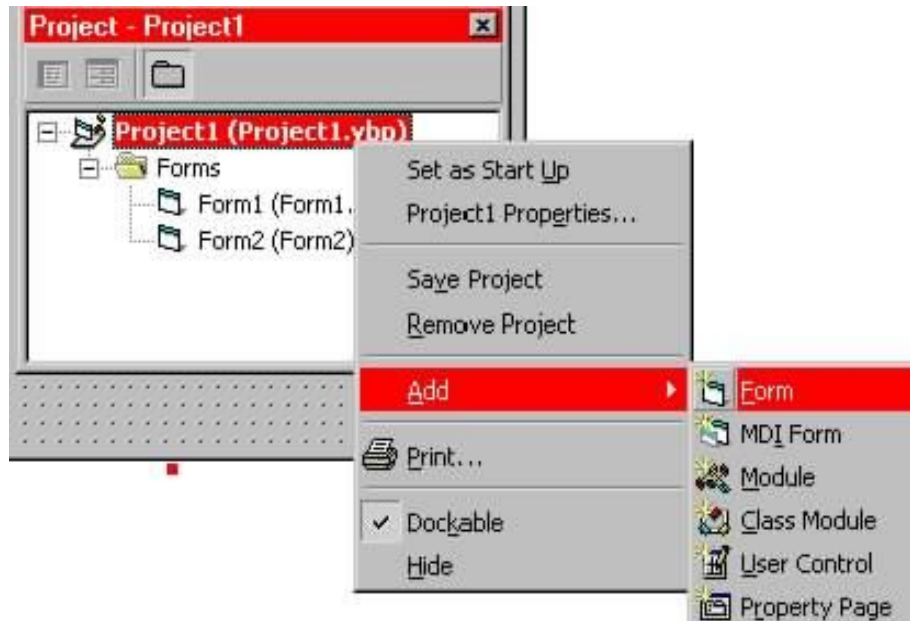 Project - Project1
Project1 (Project1.vbp)
Forms
Form1 (Form1.
Form2 (Form2)
Set as Start Up
Project1 Properties...
Save Project
Remove Project
Add
Print...
Dockable
Hide
Form
MDI Form
Module
Class Module
User Control
Property Page